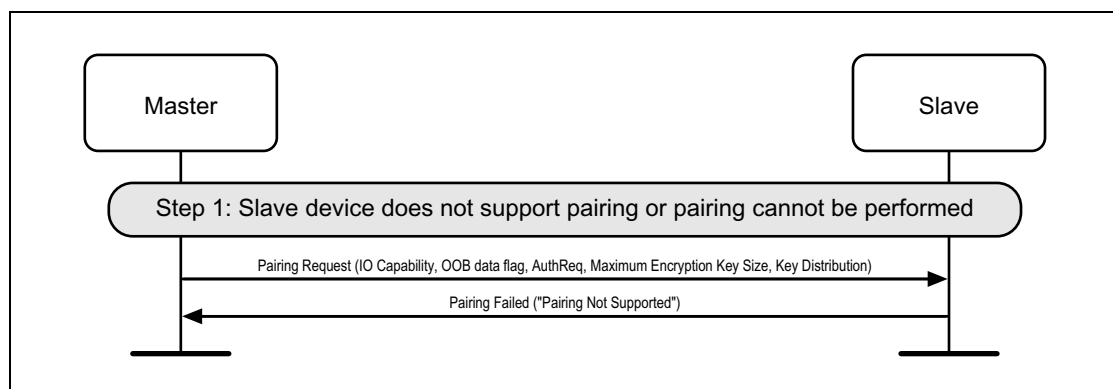 Master
Slave
Step 1: Slave device does not support pairing or pairing cannot be performed
Pairing Request (IO Capability, OOB data flag, AuthReq, Maximum Encryption Key Size, Key Distribution)
Pairing Failed ("Pairing Not Supported")